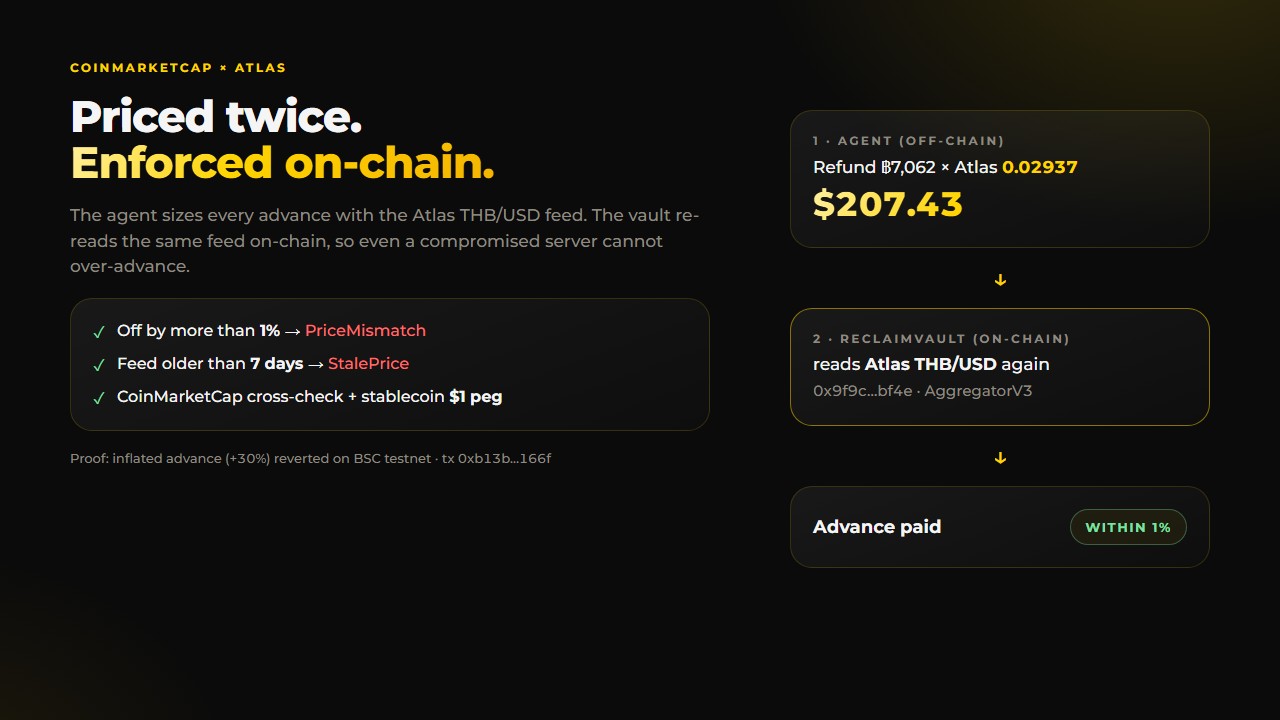 COINMARKETCAP × ATLAS
Priced twice.
Enforced on-chain.
The agent sizes every advance with the Atlas THB/USD feed. The vault re-
reads the same feed on-chain, so even a compromised server cannot
over-advance.
✓ Off by more than 1% → PriceMismatch
✓ Feed older than 7 days → StalePrice
✓ CoinMarketCap cross-check + stablecoin $1 peg
Proof: inflated advance (+30%) reverted on BSC testnet · tx 0xb13b…166f
1 · AGENT (OFF-CHAIN)
Refund ฿7,062 × Atlas 0.02937
$207.43
↓
2 · RECLAIMVAULT (ON-CHAIN)
reads Atlas THB/USD again
0x9f9c…bf4e · AggregatorV3
↓
Advance paid
WITHIN 1%